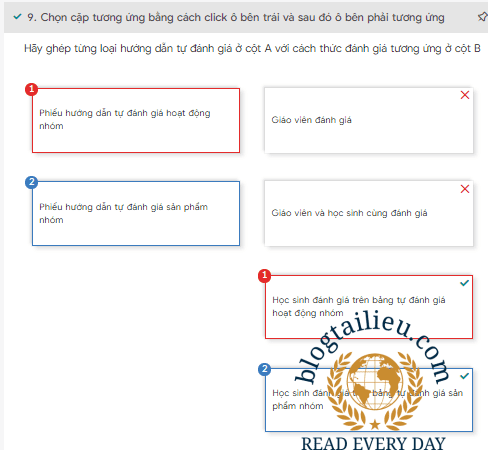 9. Chọn cặp tương ứng bằng cách click ô bên trái và sau đó ô bên phải tương ứng
Hãy ghép từng loại hướng dẫn tự đánh giá ở cột A với cách thức đánh giá tương ứng ở cột B
1
Phiếu hướng dẫn tự đánh giá hoạt động
nhóm
Giáo viên đánh giá
2
Phiếu hướng dẫn tự đánh giá sản phẩm
nhóm
Giáo viên và học sinh cùng đánh giá
1
Học sinh đánh giá trên bảng tự đánh giá
hoạt động nhóm
2
Học sinh đánh giá trên bảng tự đánh giá sản
phẩm nhóm
blogtailieu.com
READ EVERY DAY